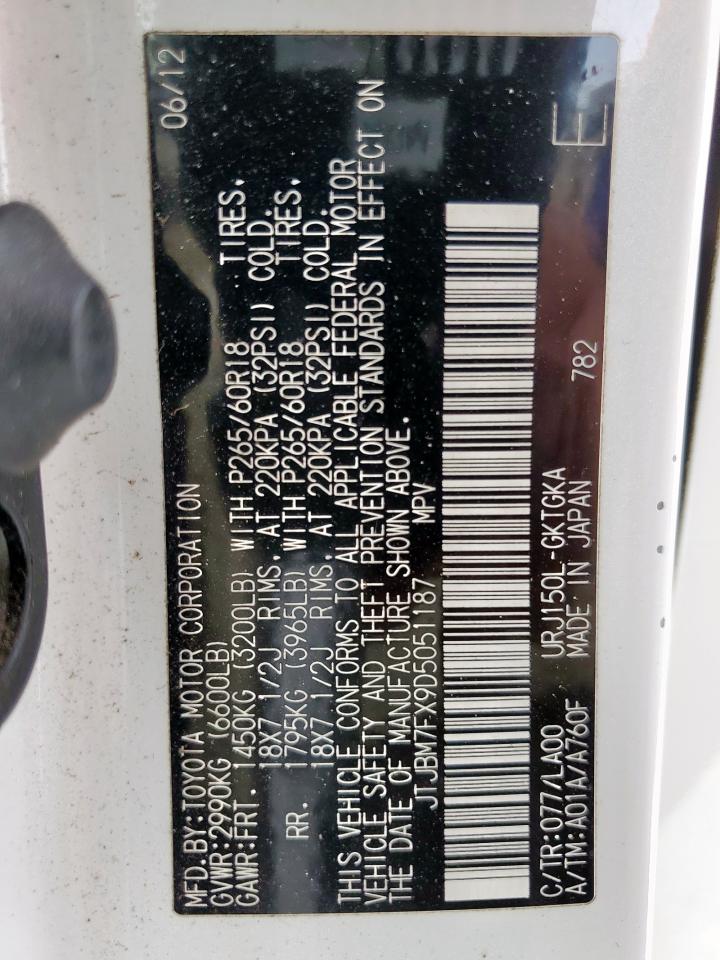 MFD.BY:TOYOTA MOTOR CORPORATION 06/12
GVWR:2990KG (6600LB)
GAWR:FRT. 1450KG (3200LB) WITH P265/60R18 TIRES,
18X7 1/2J RIMS, AT 220KPA (32PSI) COLD.
RR. 1795KG (3965LB) WITH P265/60R18 TIRES,
18X7 1/2J RIMS, AT 220KPA (32PSI) COLD.
THIS VEHICLE CONFORMS TO ALL APPLICABLE FEDERAL MOTOR
VEHICLE SAFETY AND THEFT PREVENTION STANDARDS IN EFFECT ON
THE DATE OF MANUFACTURE SHOWN ABOVE.
JTJBM7FX9D5051187 MPV
C/TR:077/LA00 URJ150L-GKTGKA
A/TM:A01A/A760F MADE IN JAPAN 782
E